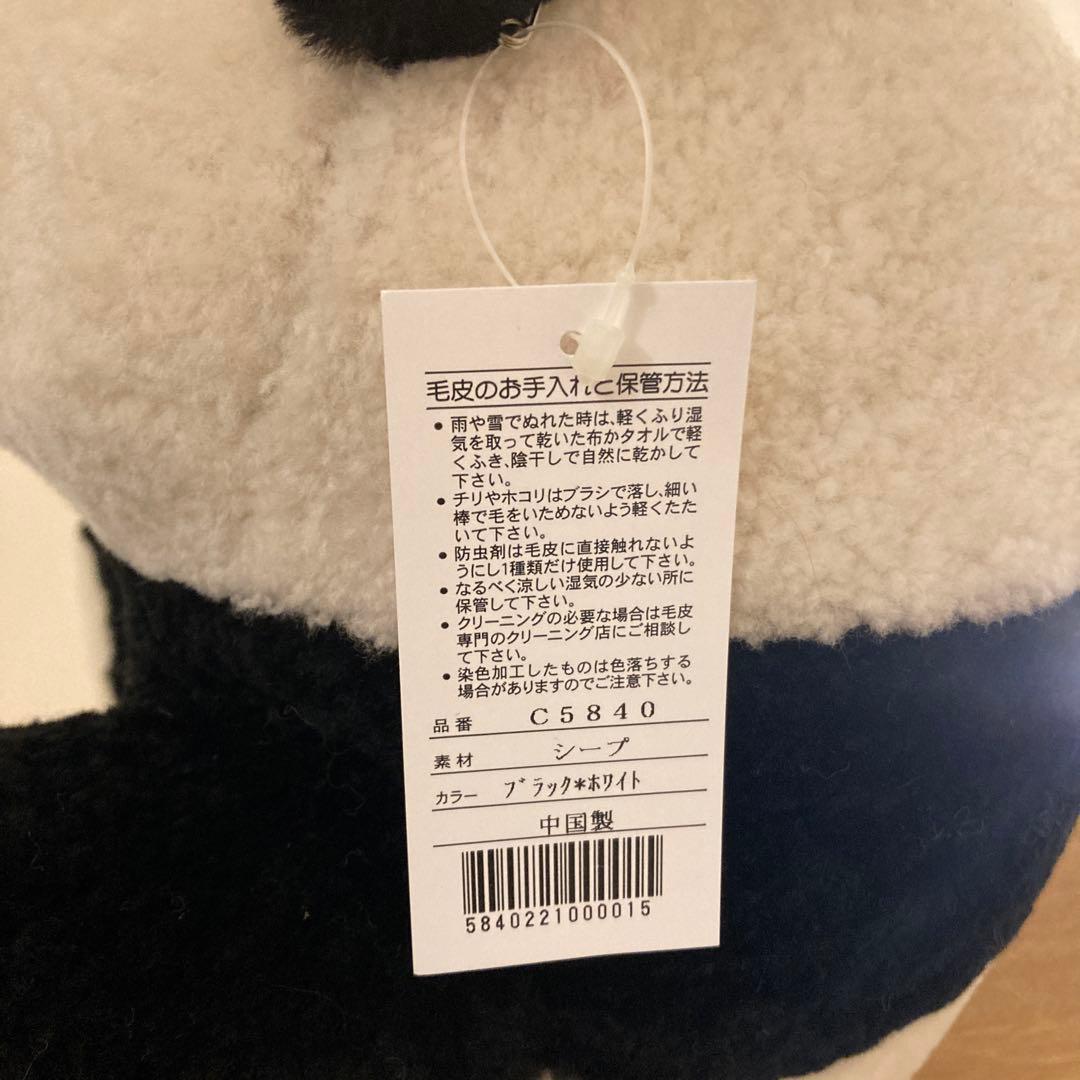 毛皮のお手入れと保管方法
● 雨や雪でぬれた時は、軽くふり湿
気を取って乾いた布かタオルで軽
くふき、陰干しで自然に乾かして
下さい。
● チリやホコリはブラシで落し、細い
棒で毛をいためないよう軽くたた
いて下さい。
● 防虫剤は毛皮に直接触れないよ
うにし1種類だけ使用して下さい。
● なるべく涼しい湿気の少ない所に
保管して下さい。
● クリーニングの必要な場合は毛皮
専門のクリーニング店にご相談し
て下さい。
● 染色加工したものは色落ちする
場合がありますのでご注意下さい。
品番 C5840
素材 シープ
カラー ブラック*ホワイト
中国製
5840221000015